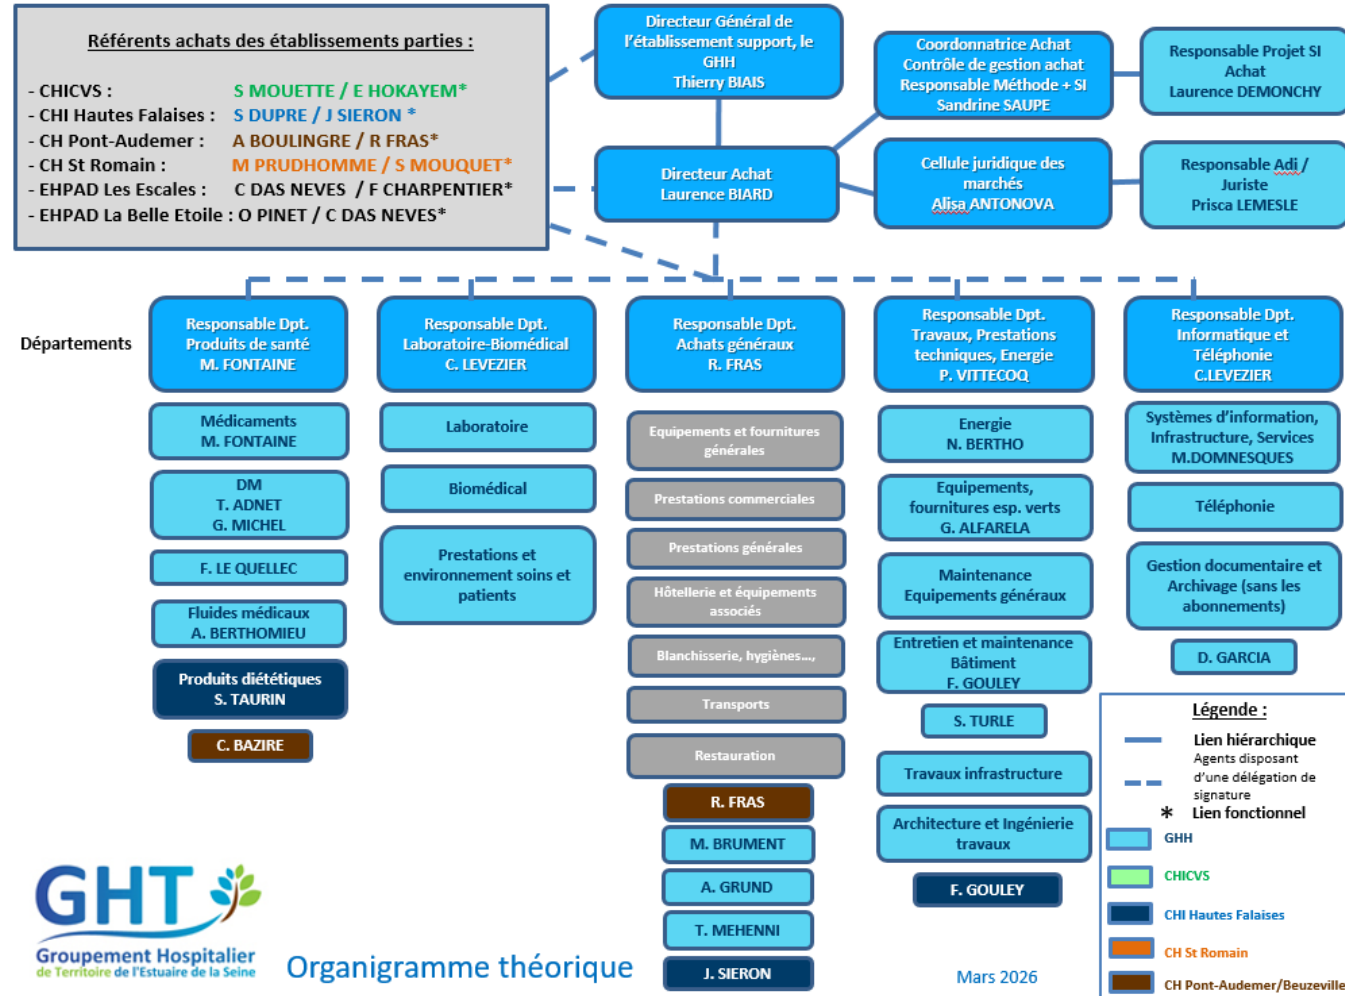 Référents achats des établissements parties :
- CHICVS : S MOUETTE / E HOKAYEM*
- CHI Hautes Falaises : S DUPRE / J SIERON *
- CH Pont-Audemer : A BOULINGRE / R FRAS*
- CH St Romain : M PRUDHOMME / S MOUQUET*
- EHPAD Les Escales : C DAS NEVES / F CHARPENTIER*
- EHPAD La Belle Etoile : O PINET / C DAS NEVES*
Directeur Général de
l'établissement support, le
GHH
Thierry BIAIS
Coordonnatrice Achat
Contrôle de gestion achat
Responsable Méthode + SI
Sandrine SAUPE
Responsable Projet SI
Achat
Laurence DEMONCHY
Directeur Achat
Laurence BIARD
Cellule juridique des
marchés
Alisa ANTONOVA
Responsable Adj /
Juriste
Prisca LEMESLE
Départements
Responsable Dpt.
Produits de santé
M. FONTAINE
Médicaments
M. FONTAINE
DM
T. ADNET
G. MICHEL
F. LE QUELLEC
Fluides médicaux
A. BERTHOMIEU
Produits diététiques
S. TAURIN
C. BAZIRE
Responsable Dpt.
Laboratoire-Biomédical
C. LEVEZIER
Laboratoire
Biomédical
Prestations et
environnement soins et
patients
Responsable Dpt.
Achats généraux
R. FRAS
Equipements et fournitures
générales
Prestations commerciales
Prestations générales
Hôtellerie et équipements
associés
Blanchisserie, hygiènes...,
Transports
Restauration
R. FRAS
M. BRUMENT
A. GRUND
T. MEHENNI
J. SIERON
Responsable Dpt.
Travaux, Prestations
techniques, Energie
P. VITTECOQ
Energie
N. BERTHO
Equipements,
fournitures esp. verts
G. ALFARELA
Maintenance
Equipements généraux
Entretien et maintenance
Bâtiment
F. GOULEY
S. TURLE
Travaux infrastructure
Architecture et Ingénierie
travaux
F. GOULEY
Responsable Dpt.
Informatique et
Téléphonie
C.LEVEZIER
Systèmes d'information,
Infrastructure, Services
M.DOMNESQUES
Téléphonie
Gestion documentaire et
Archivage (sans les
abonnements)
D. GARCIA
Légende :
Lien hiérarchique
Agents disposant
d'une délégation de
signature
* Lien fonctionnel
GHH
CHICVS
CHI Hautes Falaises
CH St Romain
CH Pont-Audemer/Beuzeville
GHT
Groupement Hospitalier
de Territoire de l'Estuaire de la Seine
Organigramme théorique
Mars 2026